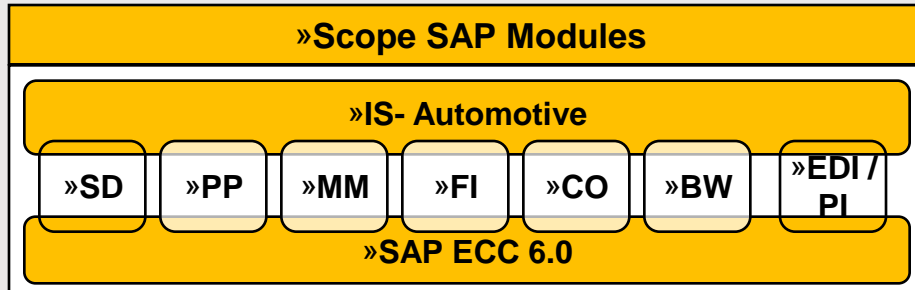 »Scope SAP Modules
»IS- Automotive
»SD »PP »MM »FI »CO »BW »EDI /
PI
»SAP ECC 6.0